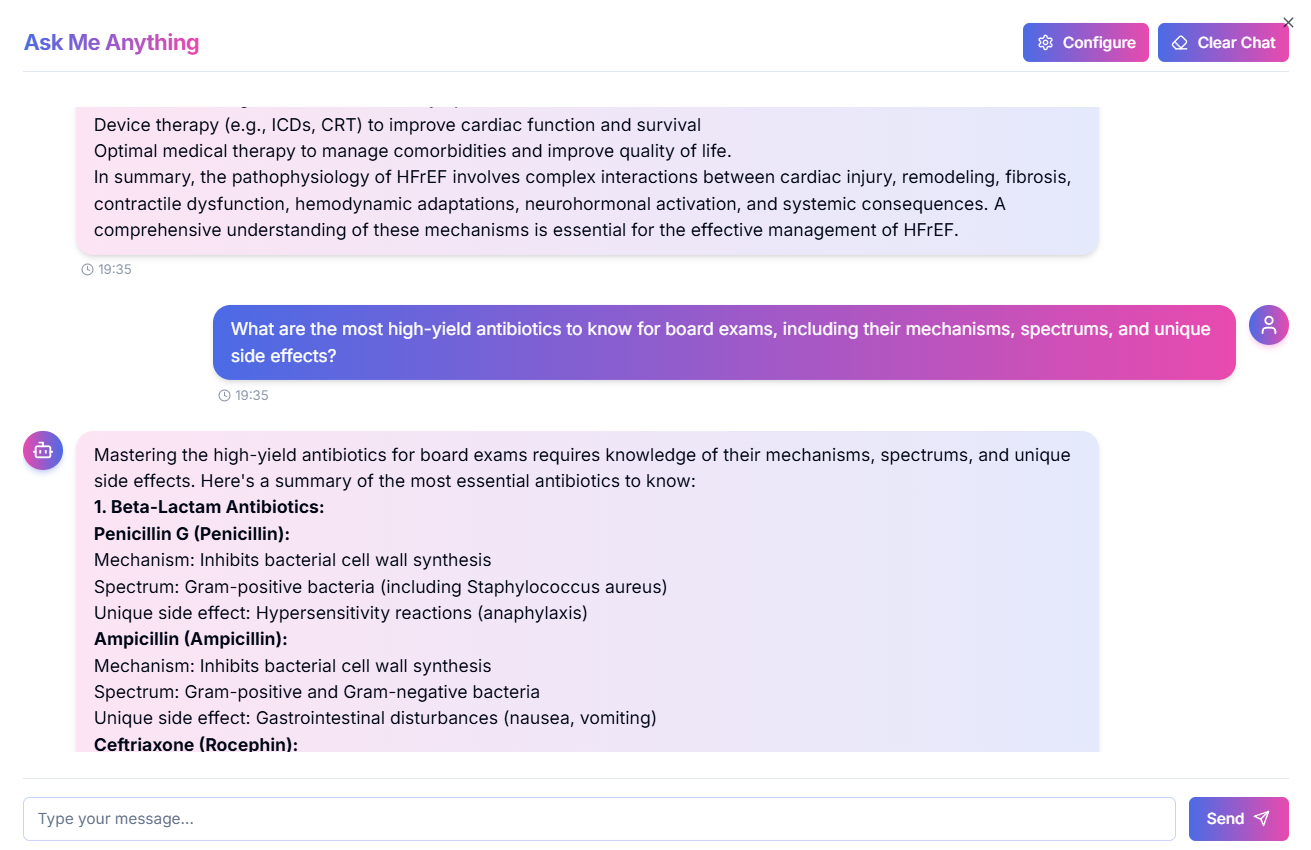 Ask Me Anything
Configure
Clear Chat
Device therapy (e.g., ICDs, CRT) to improve cardiac function and survival
Optimal medical therapy to manage comorbidities and improve quality of life.
In summary, the pathophysiology of HFrEF involves complex interactions between cardiac injury, remodeling, fibrosis,
contractile dysfunction, hemodynamic adaptations, neurohormonal activation, and systemic consequences. A
comprehensive understanding of these mechanisms is essential for the effective management of HFrEF.
19:35
What are the most high-yield antibiotics to know for board exams, including their mechanisms, spectrums, and unique
side effects?
19:35
Mastering the high-yield antibiotics for board exams requires knowledge of their mechanisms, spectrums, and unique
side effects. Here's a summary of the most essential antibiotics to know:
1. Beta-Lactam Antibiotics:
Penicillin G (Penicillin):
Mechanism: Inhibits bacterial cell wall synthesis
Spectrum: Gram-positive bacteria (including Staphylococcus aureus)
Unique side effect: Hypersensitivity reactions (anaphylaxis)
Ampicillin (Ampicillin):
Mechanism: Inhibits bacterial cell wall synthesis
Spectrum: Gram-positive and Gram-negative bacteria
Unique side effect: Gastrointestinal disturbances (nausea, vomiting)
Ceftriaxone (Rocephin):
Type your message...
Send